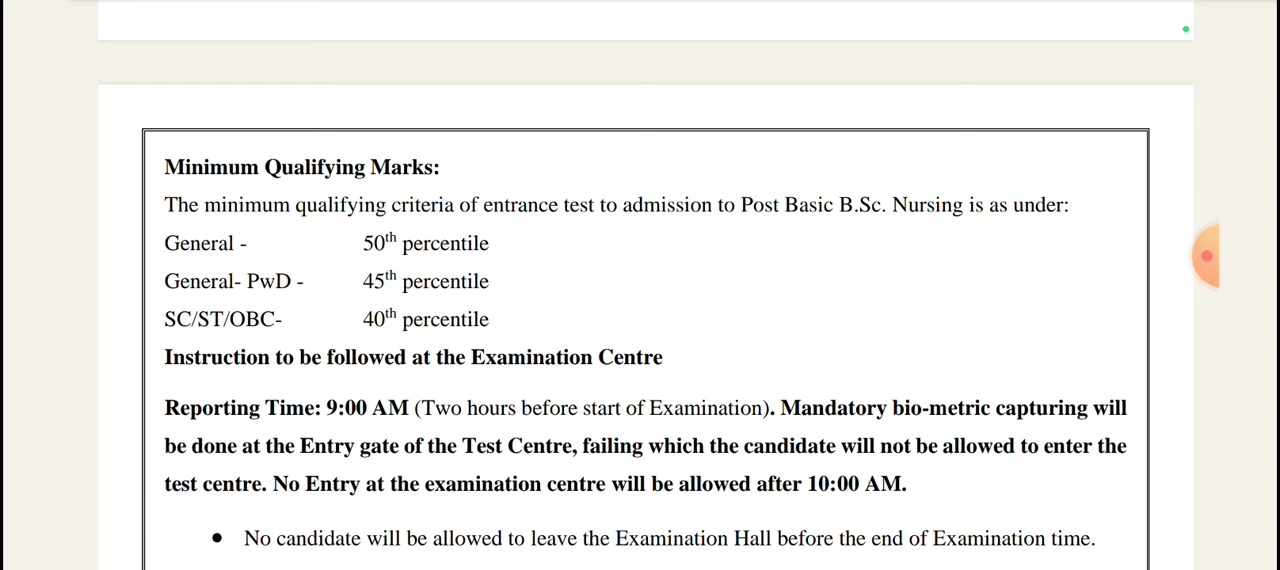 Minimum Qualifying Marks:
The minimum qualifying criteria of entrance test to admission to Post Basic B.Sc. Nursing is as under:
General - 50th percentile
General- PwD - 45th percentile
SC/ST/OBC- 40th percentile
Instruction to be followed at the Examination Centre
Reporting Time: 9:00 AM (Two hours before start of Examination). Mandatory bio-metric capturing will
be done at the Entry gate of the Test Centre, failing which the candidate will not be allowed to enter the
test centre. No Entry at the examination centre will be allowed after 10:00 AM.
• No candidate will be allowed to leave the Examination Hall before the end of Examination time.